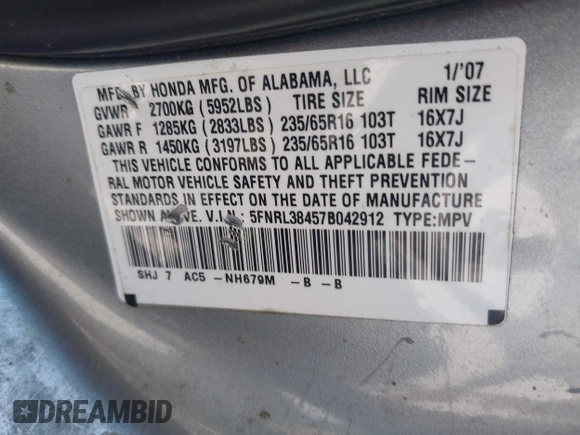 MFD. BY HONDA MFG. OF ALABAMA, LLC 1/'07
GVWR 2700KG (5952LBS) TIRE SIZE RIM SIZE
GAWR F 1285KG (2833LBS) 235/65R16 103T 16X7J
GAWR R 1450KG (3197LBS) 235/65R16 103T 16X7J
THIS VEHICLE CONFORMS TO ALL APPLICABLE FEDE-
RAL MOTOR VEHICLE SAFETY AND THEFT PREVENTION
STANDARDS IN EFFECT ON THE DATE OF MANUFACTURE
SHOWN ABOVE. V.I.N.: 5FNRL38457B042912 TYPE:MPV
SHJ 7 AC5 -NH679M -B -B
DREAMBID